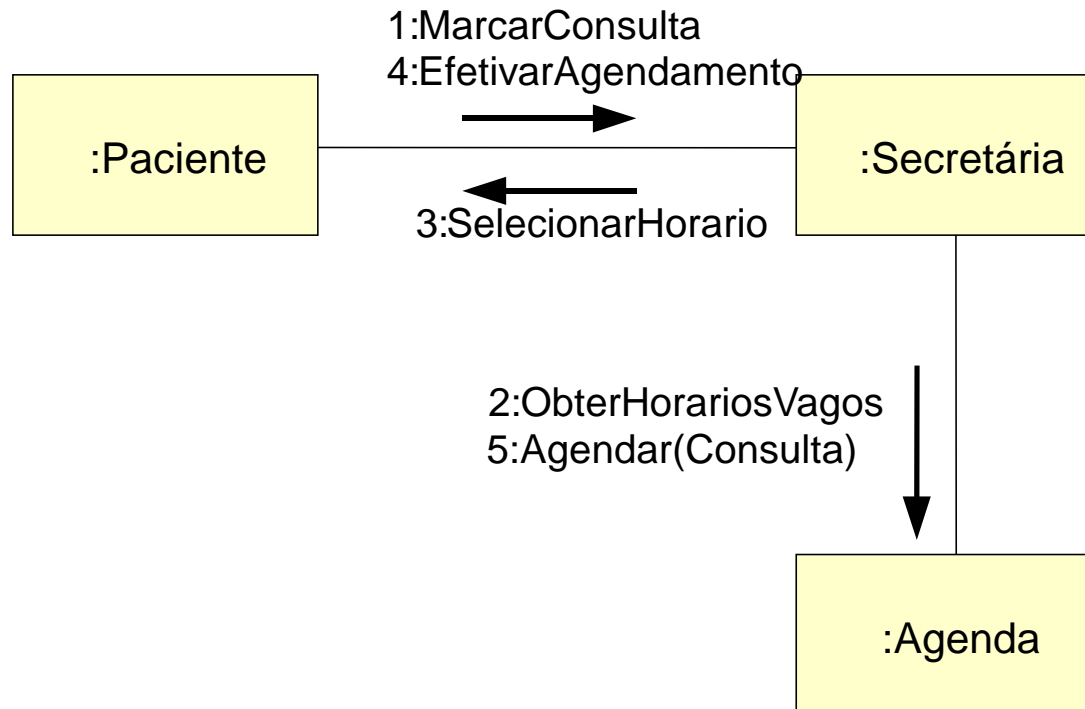 1:MarcarConsulta
4:EfetivarAgendamento
:Paciente
:Secretária
3:SelecionarHorario
2:ObterHorariosVagos
5:Agendar(Consulta)
:Agenda